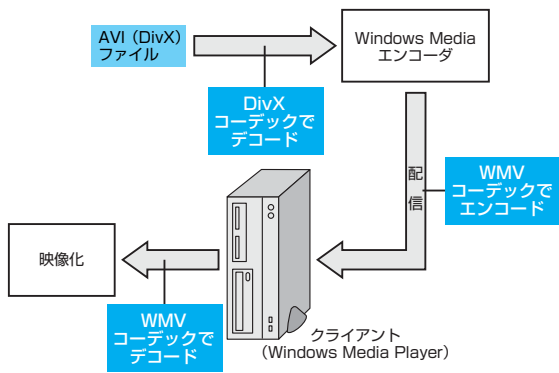 AVI（DivX）
ファイル
Windows Media
エンコーダ
DivX
コーデックで
デコード
配信
WMV
コーデックで
エンコード
映像化
WMV
コーデックで
デコード
クライアント
（Windows Media Player）